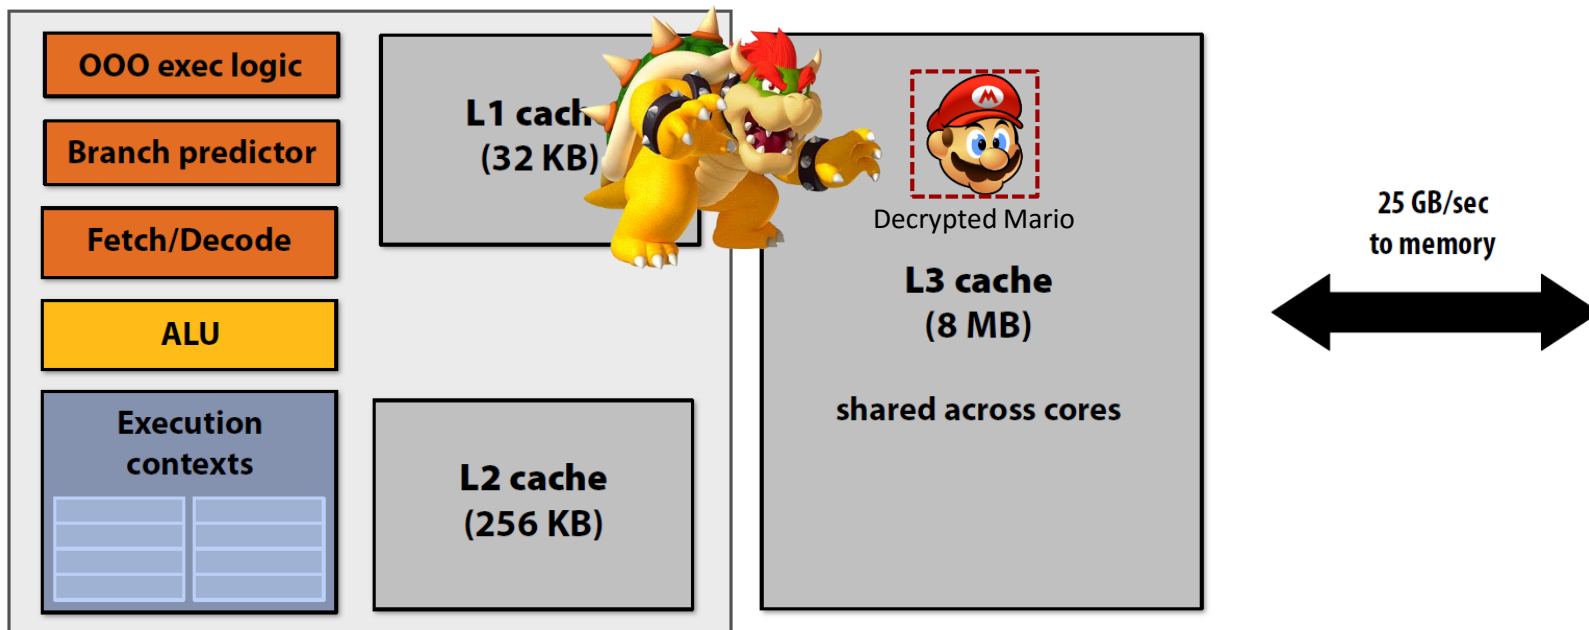 OOO exec logic
Branch predictor
Fetch/Decode
ALU
Execution
contexts
L1 cach
(32 KB)
L2 cache
(256 KB)
M
Decrypted Mario
L3 cache
(8 MB)
shared across cores
25 GB/sec
to memory